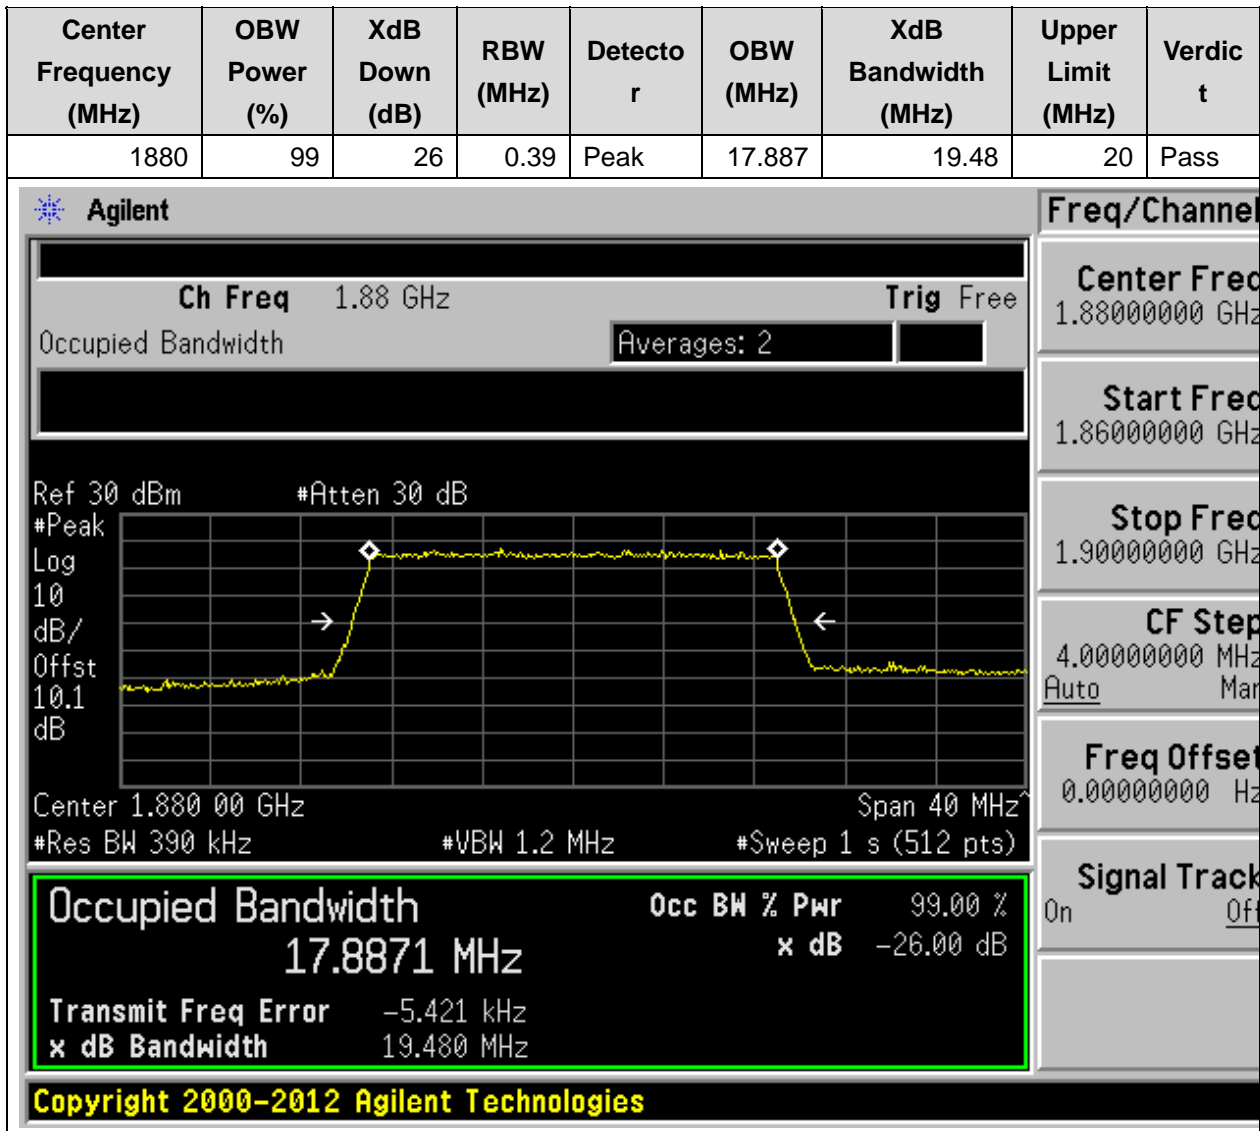 Center Frequency (MHz) OBW Power (%) XdB Down (dB) RBW (MHz) Detector OBW (MHz) XdB Bandwidth (MHz) Upper Limit (MHz) Verdict
1880 99 26 0.39 Peak 17.887 19.48 20 Pass
Agilent
Freq/Channel
Ch Freq 1.88 GHz Trig Free
Occupied Bandwidth Averages: 2
Center Freq
1.88000000 GHz
Start Freq
1.86000000 GHz
Ref 30 dBm #Atten 30 dB
#Peak
Log
10
dB/
Offst
10.1
dB
Stop Freq
1.90000000 GHz
CF Step
4.00000000 MHz
Auto Man
Freq Offset
0.00000000 Hz
Center 1.880 00 GHz Span 40 MHz^
#Res BW 390 kHz #VBW 1.2 MHz #Sweep 1 s (512 pts)
Signal Track
On Off
Occupied Bandwidth
17.8871 MHz
Occ BW % Pwr 99.00 %
x dB -26.00 dB
Transmit Freq Error -5.421 kHz
x dB Bandwidth 19.480 MHz
Copyright 2000-2012 Agilent Technologies